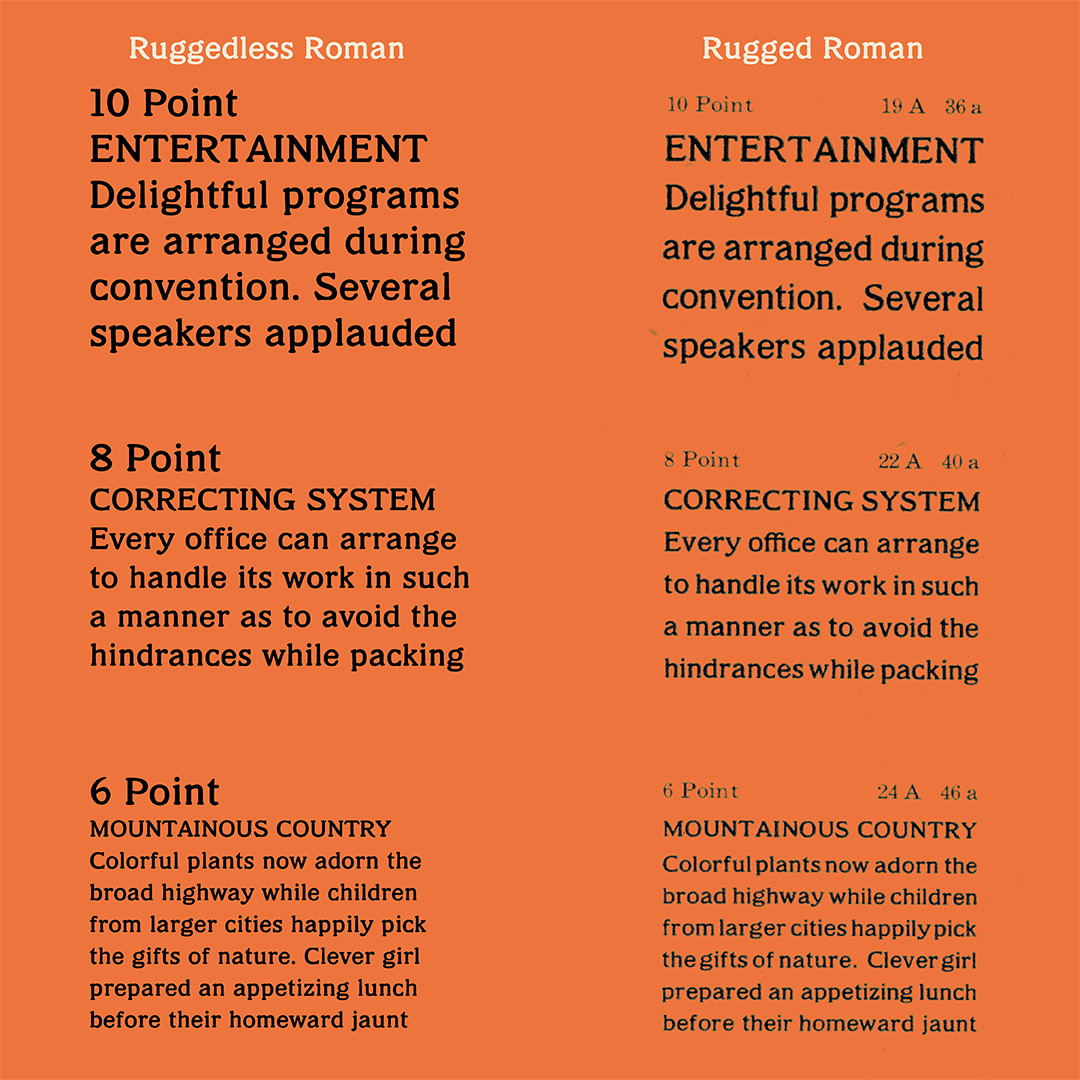 Ruggedless Roman
10 Point
ENTERTAINMENT
Delightful programs
are arranged during
convention. Several
speakers applauded
8 Point
CORRECTING SYSTEM
Every office can arrange
to handle its work in such
a manner as to avoid the
hindrances while packing
6 Point
MOUNTAINOUS COUNTRY
Colorful plants now adorn the
broad highway while children
from larger cities happily pick
the gifts of nature. Clever girl
prepared an appetizing lunch
before their homeward jaunt
Rugged Roman
10 Point 19 A 36 a
ENTERTAINMENT
Delightful programs
are arranged during
convention. Several
speakers applauded
8 Point 22 A 40 a
CORRECTING SYSTEM
Every office can arrange
to handle its work in such
a manner as to avoid the
hindrances while packing
6 Point 24 A 46 a
MOUNTAINOUS COUNTRY
Colorful plants now adorn the
broad highway while children
from larger cities happily pick
the gifts of nature. Clever girl
prepared an appetizing lunch
before their homeward jaunt